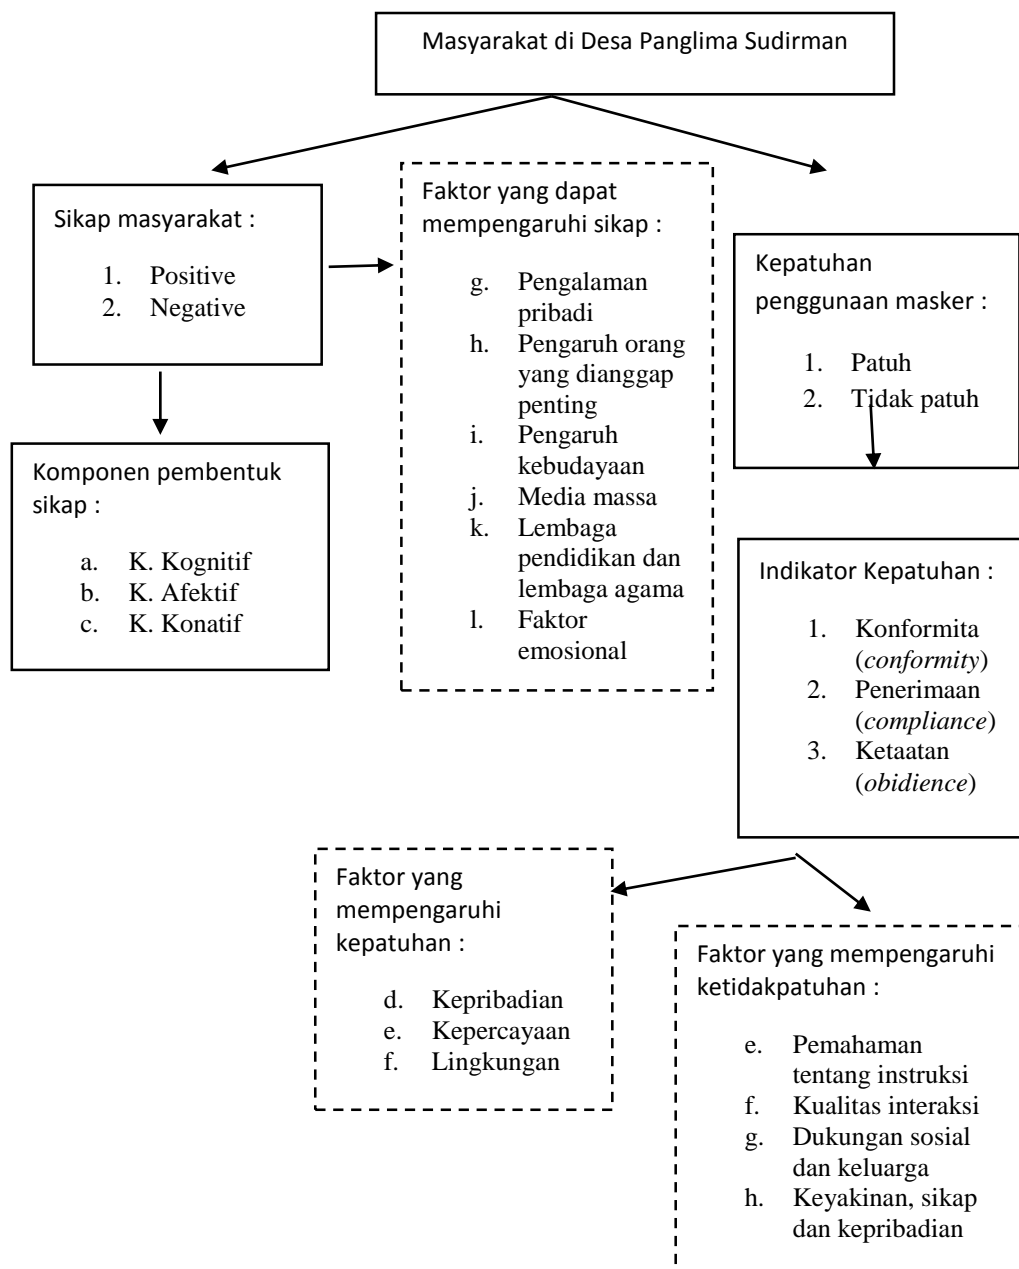 Masyarakat di Desa Panglima Sudirman
Sikap masyarakat :
1. Positive
2. Negative
Faktor yang dapat
mempengaruhi sikap :
g. Pengalaman
pribadi
h. Pengaruh orang
yang dianggap
penting
i. Pengaruh
kebudayaan
j. Media massa
k. Lembaga
pendidikan dan
lembaga agama
l. Faktor
emosional
Kepatuhan
penggunaan masker :
1. Patuh
2. Tidak patuh
Komponen pembentuk
sikap :
a. K. Kognitif
b. K. Afektif
c. K. Konatif
Indikator Kepatuhan :
1. Konformita
(conformity)
2. Penerimaan
(compliance)
3. Ketaatan
(obidience)
Faktor yang
mempengaruhi
kepatuhan :
d. Kepribadian
e. Kepercayaan
f. Lingkungan
Faktor yang mempengaruhi
ketidakpatuhan :
e. Pemahaman
tentang instruksi
f. Kualitas interaksi
g. Dukungan sosial
dan keluarga
h. Keyakinan, sikap
dan kepribadian